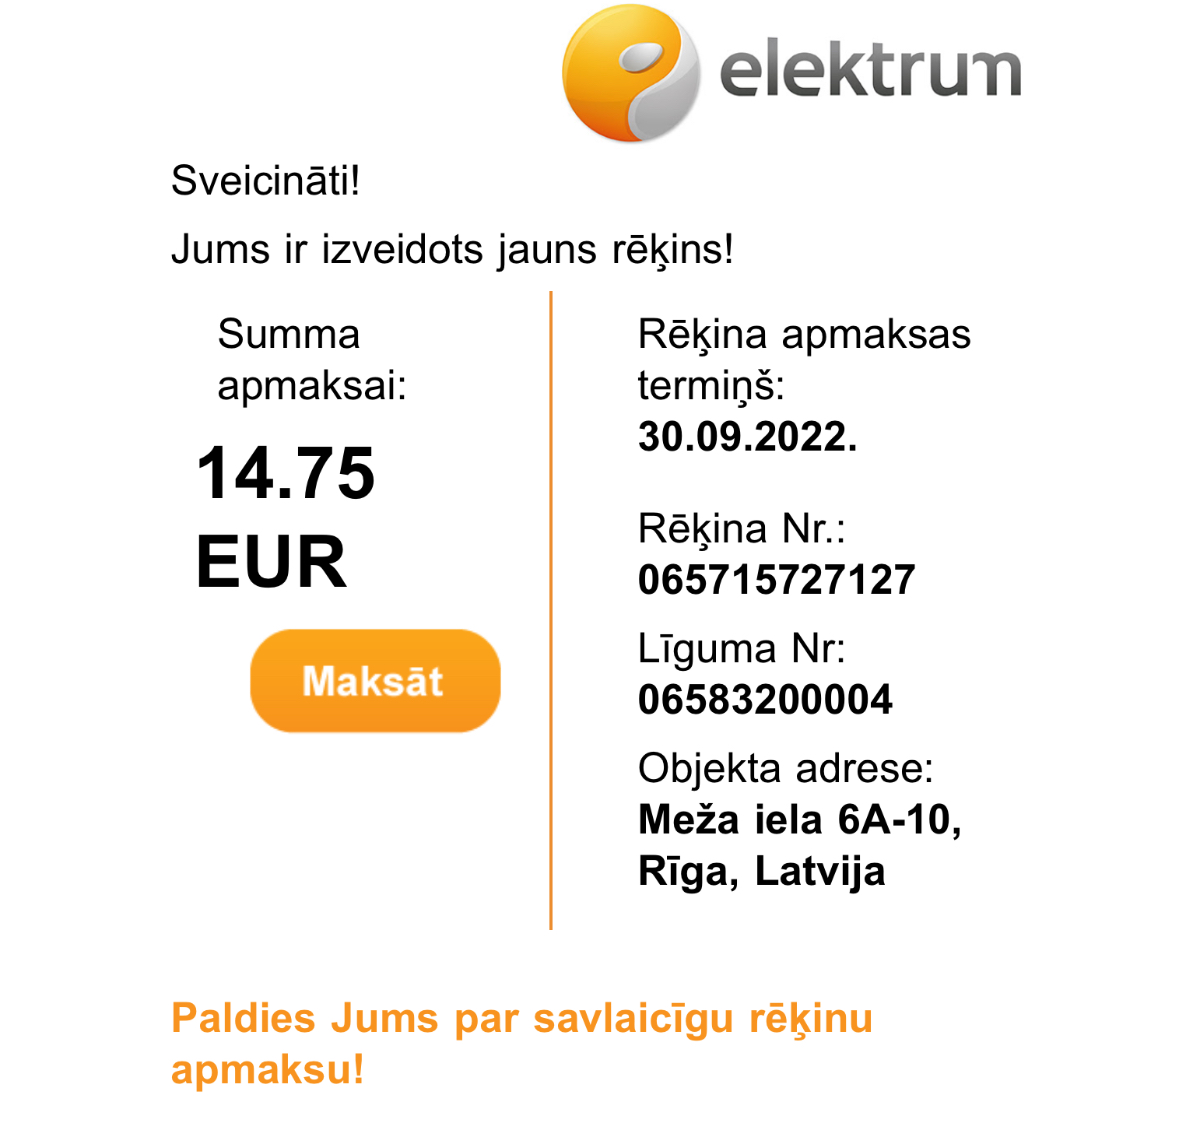 elektrum
Sveicināti!
Jums ir izveidots jauns rēķins!
Summa
apmaksai:
14.75
EUR
Maksāt
Rēķina apmaksas
termiņš:
30.09.2022.
Rēķina Nr.:
065715727127
Līguma Nr:
06583200004
Objekta adrese:
Meža iela 6A-10,
Rīga, Latvija
Paldies Jums par savlaicīgu rēķinu
apmaksu!